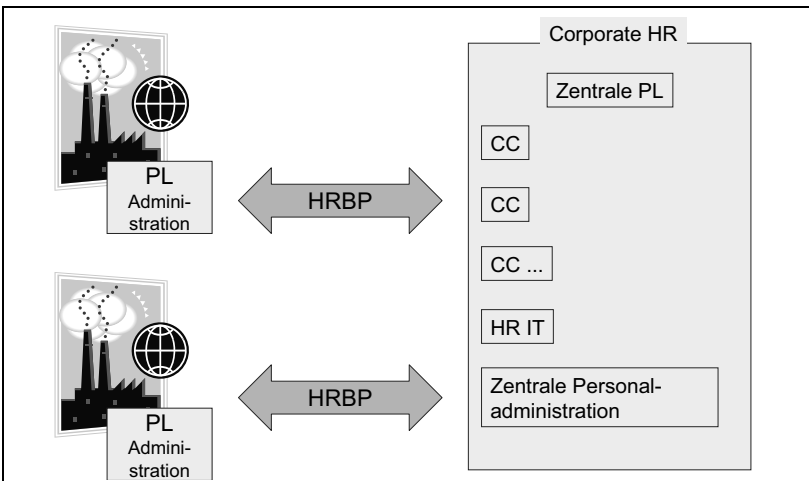 PL
Admini-
stration
HRBP
PL
Admini-
stration
HRBP
Corporate HR
Zentrale PL
CC
CC
CC ...
HR IT
Zentrale Personal-
administration